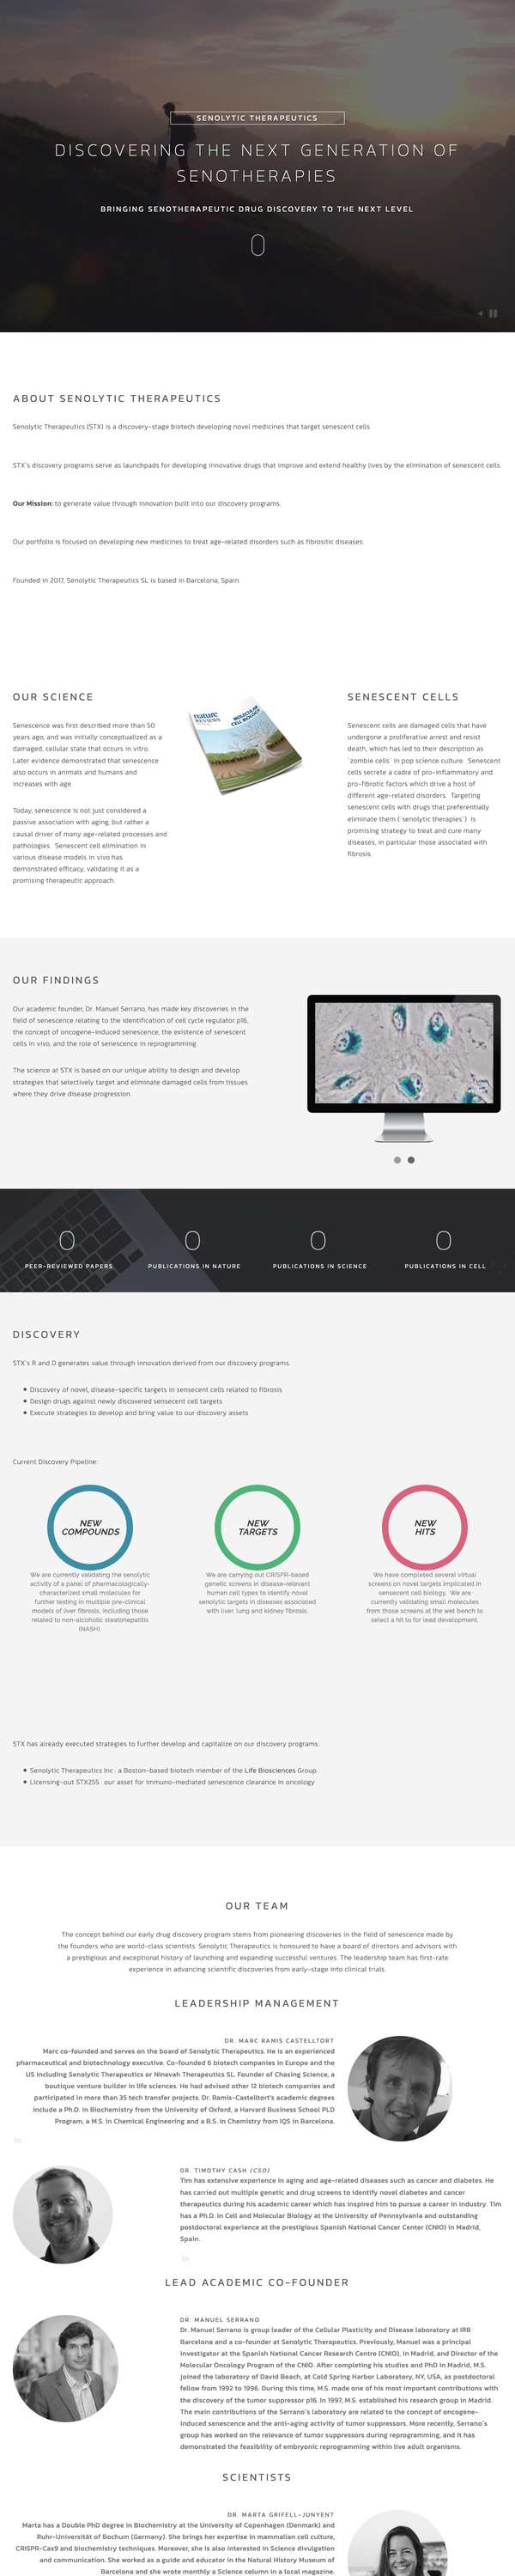 SENOLYTIC THERAPEUTICS
DISCOVERING THE NEXT GENERATION OF
SENOTHERAPIES
BRINGING SENOTHERAPEUTIC DRUG DISCOVERY TO THE NEXT LEVEL
ABOUT SENOLYTIC THERAPEUTICS
Senolytic Therapeutics (STX) is a discovery-stage biotech developing novel medicines that target senescent cells.
STX's discovery programs serve as launchpads for developing innovative drugs that improve and extend healthy lives by the elimination of senescent cells.
Our Mission: to generate value through innovation built into our discovery programs.
Our portfolio is focused on developing new medicines to treat age-related disorders such as fibrositic diseases.
Founded in 2017, Senolytic Therapeutics SL is based in Barcelona, Spain.
OUR SCIENCE
Senescence was first described more than 50
years ago, and was initially conceptualized as a
damaged, cellular state that occurs in vitro.
Later evidence demonstrated that senescence
also occurs in animals and humans and
increases with age.
Today, senescence is not just considered a
passive association with aging, but rather a
causal driver of many age-related processes and
pathologies. Senescent cell elimination in
various disease models in vivo has
demonstrated efficacy, validating it as a
promising therapeutic approach.
nature
REVIEWS
MOLECULAR
CELL BIOLOGY
SENESCENT CELLS
Senescent cells are damaged cells that have
undergone a proliferative arrest and resist
death, which has led to their description as
'zombie cells' in pop science culture. Senescent
cells secrete a cadre of pro-inflammatory and
pro-fibrotic factors which drive a host of
different age-related disorders. Targeting
senescent cells with drugs that preferentially
eliminate them ('senolytic therapies') is
promising strategy to treat and cure many
diseases, in particular those associated with
fibrosis.
OUR FINDINGS
Our academic founder, Dr. Manuel Serrano, has made key discoveries in the
field of senescence relating to the identification of cell cycle regulator p16,
the concept of oncogene-induced senescence, the existence of senescent
cells in vivo, and the role of senescence in reprogramming.
The science at STX is based on our unique ability to design and develop
strategies that selectively target and eliminate damaged cells from tissues
where they drive disease progression.
0
PEER-REVIEWED PAPERS
0
PUBLICATIONS IN NATURE
0
PUBLICATIONS IN SCIENCE
0
PUBLICATIONS IN CELL
DISCOVERY
STX's R and D generates value through innovation derived from our discovery programs.
Discovery of novel, disease-specific targets in sensecent cells related to fibrosis
Design drugs against newly discovered sensecent cell targets
Execute strategies to develop and bring value to our discovery assets
Current Discovery Pipeline:
NEW
COMPOUNDS
We are currently validating the senolytic
activity of a panel of pharmacologically-
characterized small molecules for
further testing in multiple pre-clinical
models of liver fibrosis, including those
related to non-alcoholic steatohepatitis
(NASH).
NEW
TARGETS
We are carrying out CRISPR-based
genetic screens in disease-relevant
human cell types to identify novel
senolytic targets in diseases associated
with liver, lung and kidney fibrosis.
NEW
HITS
We have completed several virtual
screens on novel targets implicated in
sensecent cell biology. We are
currently validating small molecules
from those screens at the wet bench to
select a hit to for lead development.
STX has already executed strategies to further develop and capitalize on our discovery programs:
Senolytic Therapeutics Inc : a Boston-based biotech member of the Life Biosciences Group
Licensing-out STX255 : our asset for immuno-mediated senescence clearance in oncology
OUR TEAM
The concept behind our early drug discovery program stems from pioneering discoveries in the field of senescence made by
the founders who are world-class scientists. Senolytic Therapeutics is honoured to have a board of directors and advisors with
a prestigious and exceptional history of launching and expanding successful ventures. The leadership team has first-rate
experience in advancing scientific discoveries from early-stage into clinical trials.
LEADERSHIP MANAGEMENT
DR. MARC RAMIS CASTELLTORT
Marc co-founded and serves on the board of Senolytic Therapeutics. He is an experienced
pharmaceutical and biotechnology executive. Co-founded 6 biotech companies in Europe and the
US including Senolytic Therapeutics or Ninevah Therapeutics SL. Founder of Chasing Science, a
boutique venture builder in life sciences. He had advised other 12 biotech companies and
participated in more than 35 tech transfer projects. Dr. Ramis-Castelltort's academic degrees
include a Ph.D. in Biochemistry from the University of Oxford, a Harvard Business School PLD
Program, a M.S. in Chemical Engineering and a B.S. in Chemistry from IQS in Barcelona.
in
DR. TIMOTHY CASH (CSO)
Tim has extensive experience in aging and age-related diseases such as cancer and diabetes. He
has carried out multiple genetic and drug screens to identify novel diabetes and cancer
therapeutics during his academic career which has inspired him to pursue a career in industry. Tim
has a Ph.D. in Cell and Molecular Biology at the University of Pennsylvania and outstanding
postdoctoral experience at the prestigious Spanish National Cancer Center (CNIO) in Madrid,
Spain.
in
LEAD ACADEMIC CO-FOUNDER
DR. MANUEL SERRANO
Dr. Manuel Serrano is group leader of the Cellular Plasticity and Disease laboratory at IRB
Barcelona and a co-founder at Senolytic Therapeutics. Previously, Manuel was a principal
investigator at the Spanish National Cancer Research Centre (CNIO), in Madrid, and Director of the
Molecular Oncology Program of the CNIO. After completing his studies and PhD in Madrid, M.S.
joined the laboratory of David Beach, at Cold Spring Harbor Laboratory, NY, USA, as postdoctoral
fellow from 1992 to 1996. During this time, M.S. made one of his most important contributions with
the discovery of the tumor suppressor p16. In 1997, M.S. established his research group in Madrid.
The main contributions of the Serrano's laboratory are related to the concept of oncogene-
induced senescence and the anti-aging activity of tumor suppressors. More recently, Serrano's
group has worked on the relevance of tumor suppressors during reprogramming, and it has
demonstrated the feasibility of embryonic reprogramming within live adult organisms.
SCIENTISTS
DR. MARTA GRIFELL-JUNYENT
Marta has a Double PhD degree in Biochemistry at the University of Copenhagen (Denmark) and
Ruhr-Universität of Bochum (Germany). She brings her expertise in mammalian cell culture,
CRISPR-Cas9 and biochemistry techniques. Moreover, she is also interested in Science divulgation
and communication. She worked as a guide and educator in the Natural History Museum of
Barcelona and she wrote monthly a Science column in a local magazine.